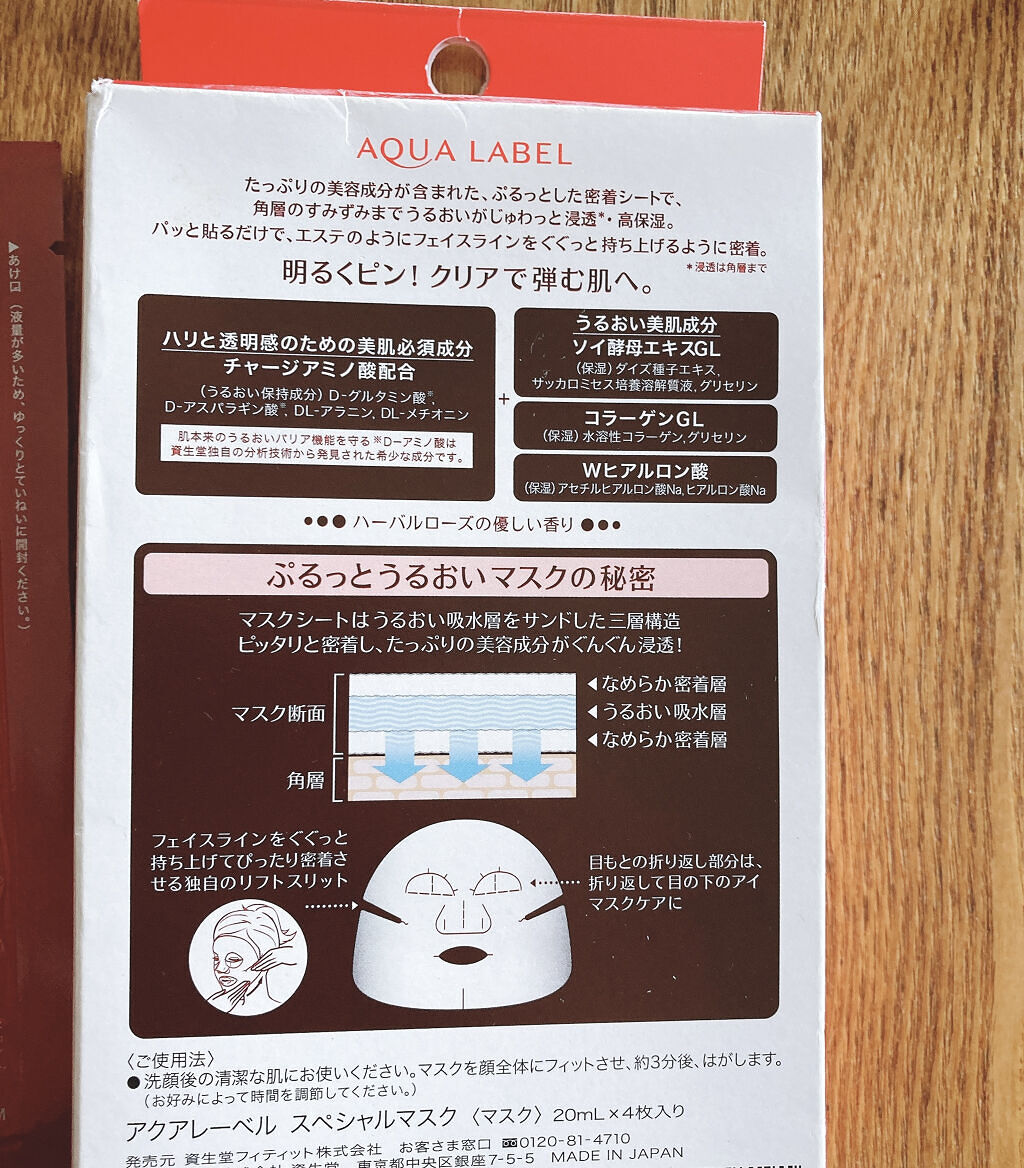 AQUA LABEL
たっぷりの美容成分が含まれた、ぷるっとした密着シートで、
角層のすみずみまでうるおいがじゅわっと浸透*・高保湿。
パッと貼るだけで、エステのようにフェイスラインをぐぐっと持ち上げるように密着。
*浸透は角層まで
明るくピン！クリアで弾む肌へ。
ハリと透明感のための美肌必須成分
チャージアミノ酸配合
（うるおい保持成分）D-グルタミン酸※、
D-アスパラギン酸※、DL-アラニン、DL-メチオニン
肌本来のうるおいバリア機能を守る※D-アミノ酸は
資生堂独自の分析技術から発見された希少な成分です。
+
うるおい美肌成分
ソイ酵母エキスGL
（保湿）ダイズ種子エキス、
サッカロミセス培養溶解質液、グリセリン
コラーゲンGL
（保湿）水溶性コラーゲン、グリセリン
Wヒアルロン酸
（保湿）アセチルヒアルロン酸Na、ヒアルロン酸Na
●●●ハーバルローズの優しい香り●●●
ぷるっとうるおいマスクの秘密
マスクシートはうるおい吸水層をサンドした三層構造
ピッタリと密着し、たっぷりの美容成分がぐんぐん浸透！
マスク断面
角層
◀なめらか密着層
◀うるおい吸水層
◀なめらか密着層
フェイスラインをぐぐっと
持ち上げてぴったり密着さ
せる独自のリフトスリット
目もとの折り返し部分は、
折り返して目の下のアイ
マスクケアに
〈ご使用法〉
●洗顔後の清潔な肌にお使いください。マスクを顔全体にフィットさせ、約3分後、はがします。
（お好みによって時間を調節してください。）
アクアレーベル スペシャルマスク 〈マスク〉20mL×4枚入り
発売元 資生堂フィティット株式会社 お客さま窓口 ☎0120-81-4710
資生堂 東京都中央区銀座7-5-5 MADE IN JAPAN
▶あけ口（液量が多いため、ゆっくりとていねいに開封ください。）